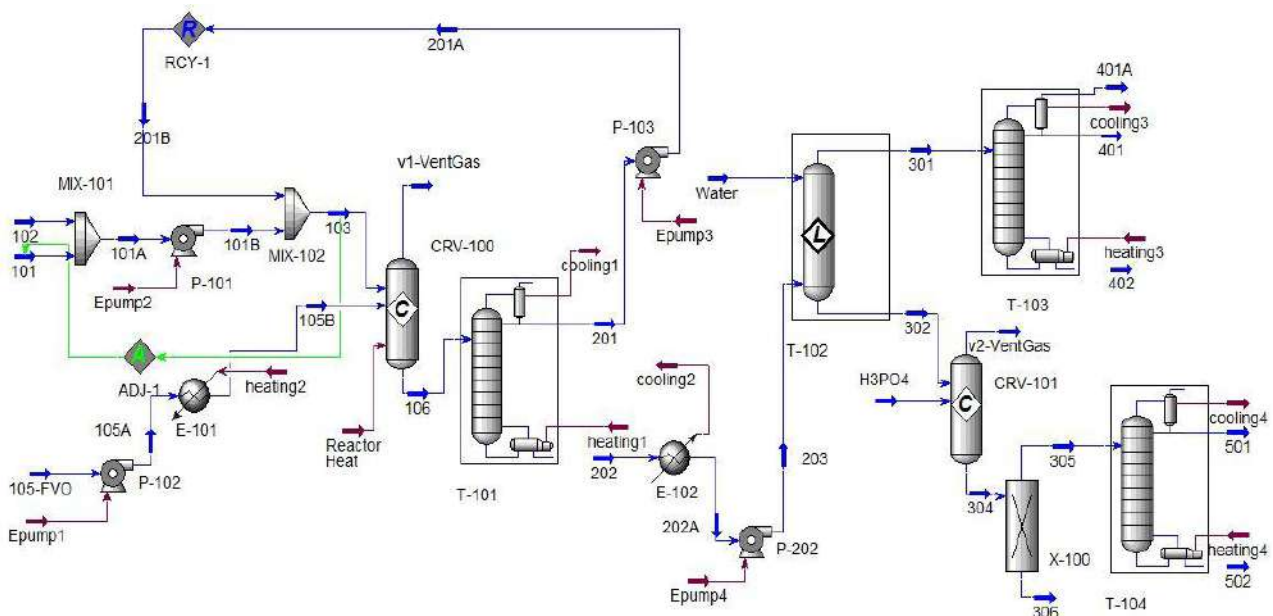 R
RCY-1
201A
201B
401A
cooling3
401
P-103
v1-VentGas
301
Water
MIX-101
102
101
101A
101B
103
MIX-102
P-101
Epump2
Epump3
CRV-100
cooling1
L
heating3
402
T-103
105B
C
201
302
T-102
v2-VentGas
A
ADJ-1
heating2
E-101
106
cooling2
H3PO4
CRV-101
C
cooling4
501
105A
Reactor
Heat
heating1
202
203
305
105-FVO
P-102
T-101
E-102
304
Epump1
202A
P-202
X-100
heating4
502
Epump4
306
T-104